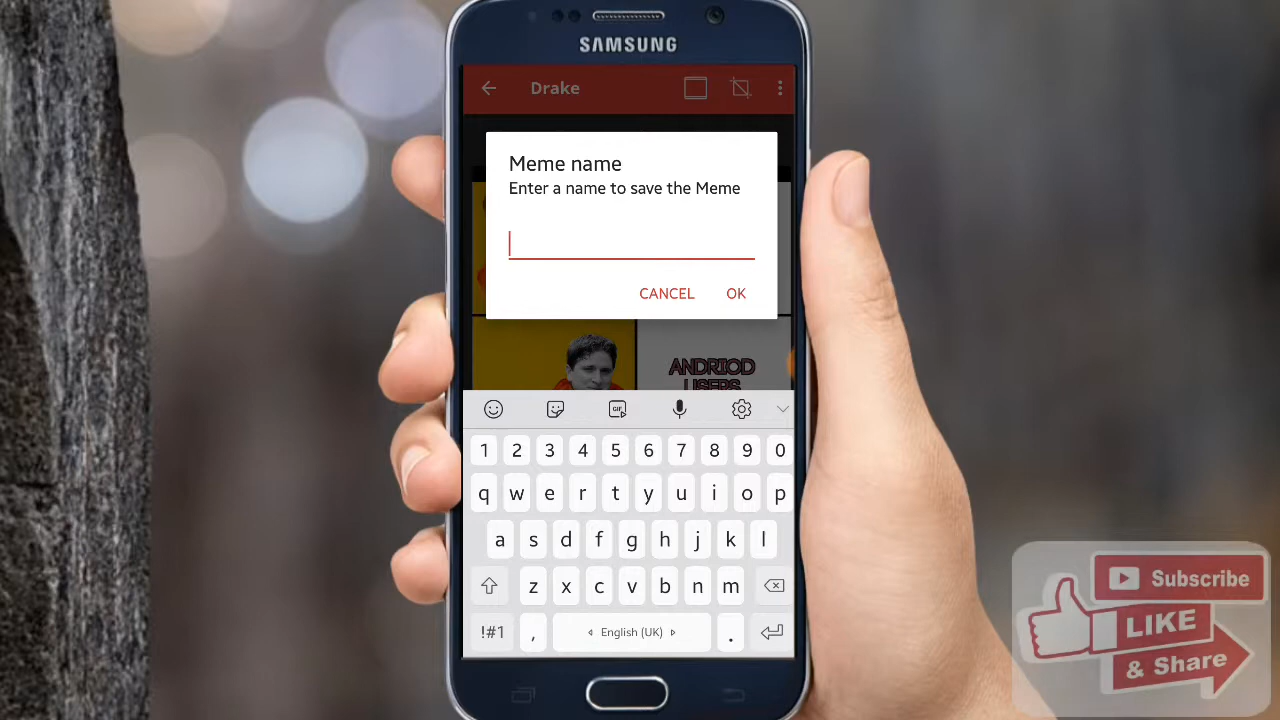 SAMSUNG
Drake
Meme name
Enter a name to save the Meme
CANCEL OK
ANDRIOD
USERS
GIF
1 2 3 4 5 6 7 8 9 0
q w e r t y u i o p
a s d f g h j k l
z x c v b n m
!#1 , English (UK) .
Subscribe
LIKE
& Share